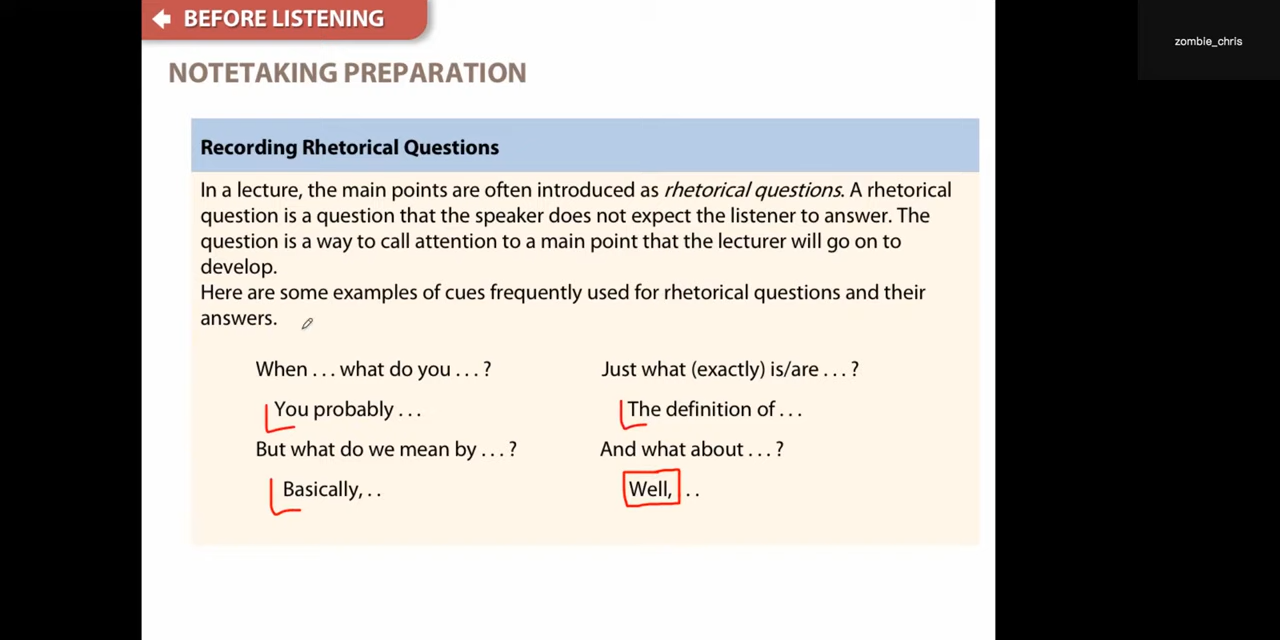 BEFORE LISTENING
zombie_chris
NOTETAKING PREPARATION
Recording Rhetorical Questions
In a lecture, the main points are often introduced as rhetorical questions. A rhetorical
question is a question that the speaker does not expect the listener to answer. The
question is a way to call attention to a main point that the lecturer will go on to
develop.
Here are some examples of cues frequently used for rhetorical questions and their
answers.
When . . . what do you . . . ?
You probably . . .
But what do we mean by . . . ?
Basically, . .
Just what (exactly) is/are . . . ?
The definition of . . .
And what about . . . ?
Well, . .